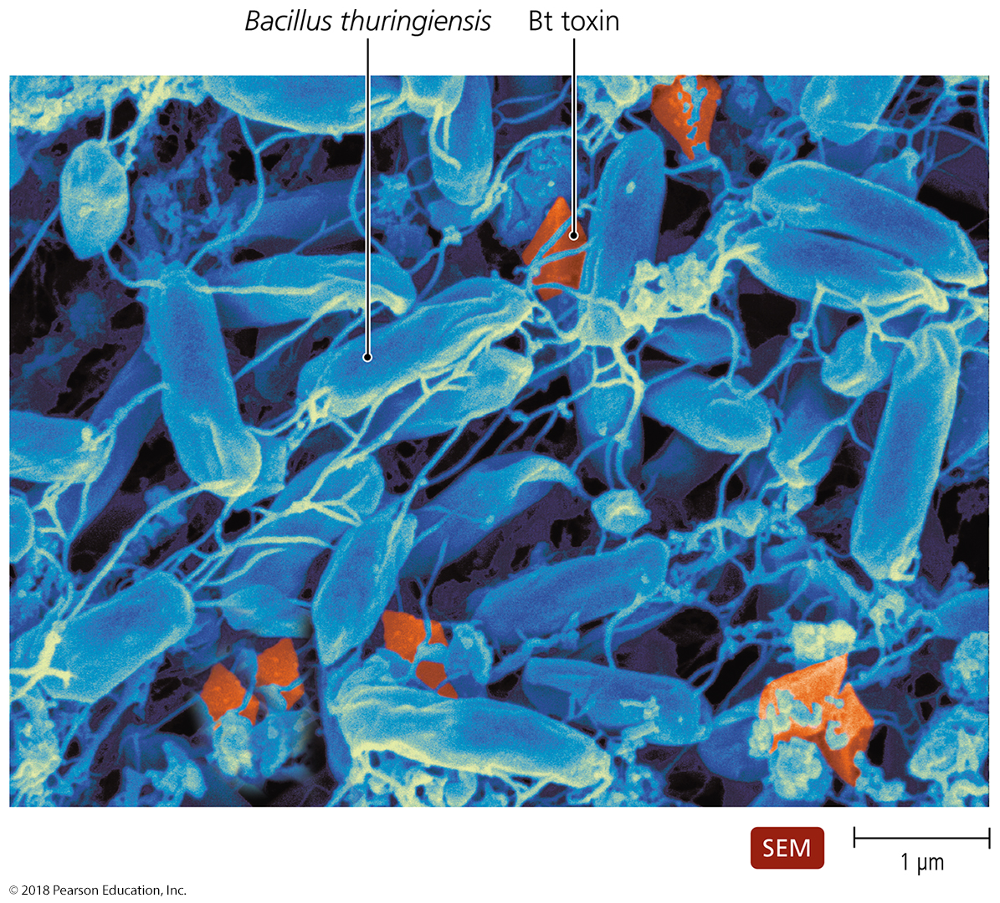 Bacillus thuringiensis Bt toxin
SEM
1 µm
© 2018 Pearson Education, Inc.